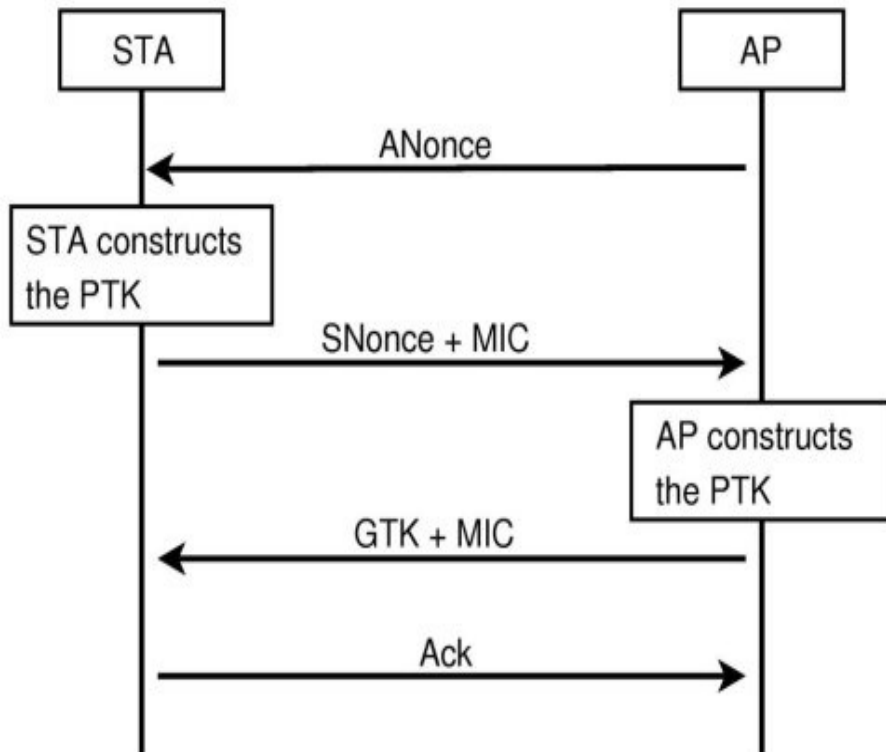 STA
AP
ANonce
STA constructs
the PTK
SNonce + MIC
AP constructs
the PTK
GTK + MIC
Ack